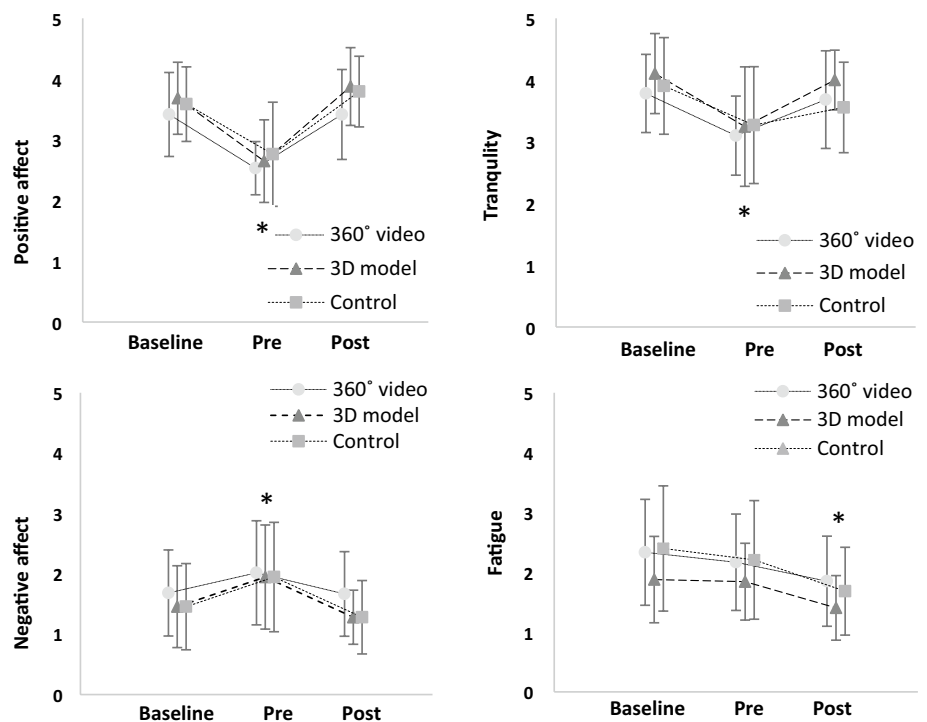 5
4
3
2
1
0
Positive affect
*
360° video
3D model
Control
Baseline Pre Post
5
4
3
2
1
0
Tranqulity
*
360° video
3D model
Control
Baseline Pre Post
5
4
3
2
1
0
Negative affect
360° video
3D model
Control
*
Baseline Pre Post
5
4
3
2
1
0
Fatigue
360° video
3D model
Control
*
Baseline Pre Post